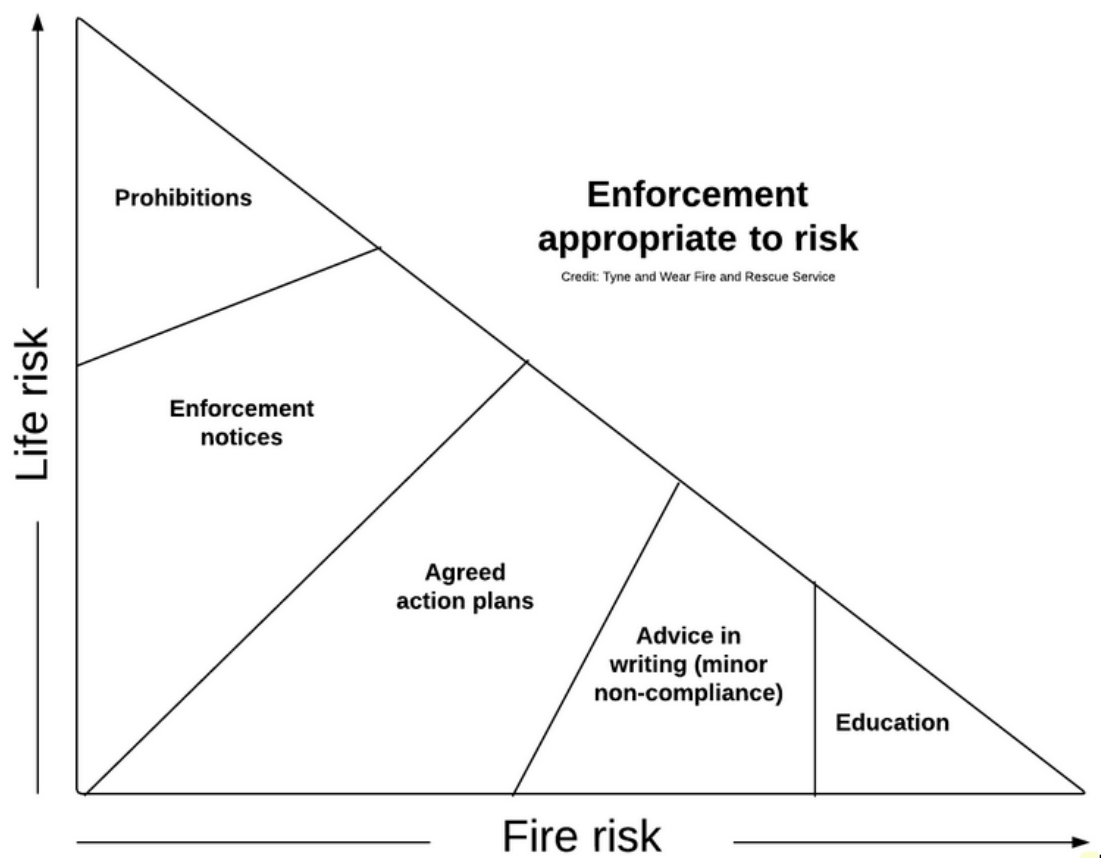 Enforcement
appropriate to risk
Credit: Tyne and Wear Fire and Rescue Service
Prohibitions
Enforcement
notices
Agreed
action plans
Advice in
writing (minor
non-compliance)
Education
Life risk
Fire risk